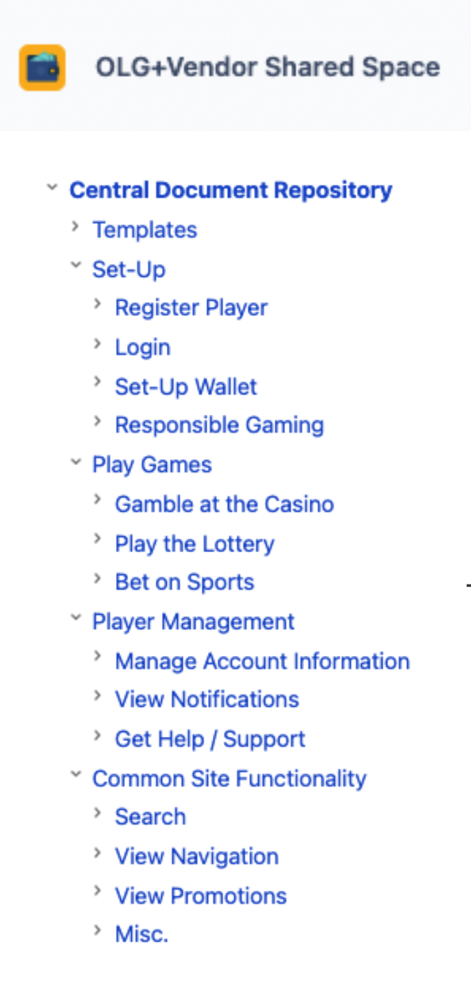 OLG+Vendor Shared Space
Central Document Repository
Templates
Set-Up
Register Player
Login
Set-Up Wallet
Responsible Gaming
Play Games
Gamble at the Casino
Play the Lottery
Bet on Sports
Player Management
Manage Account Information
View Notifications
Get Help / Support
Common Site Functionality
Search
View Navigation
View Promotions
Misc.